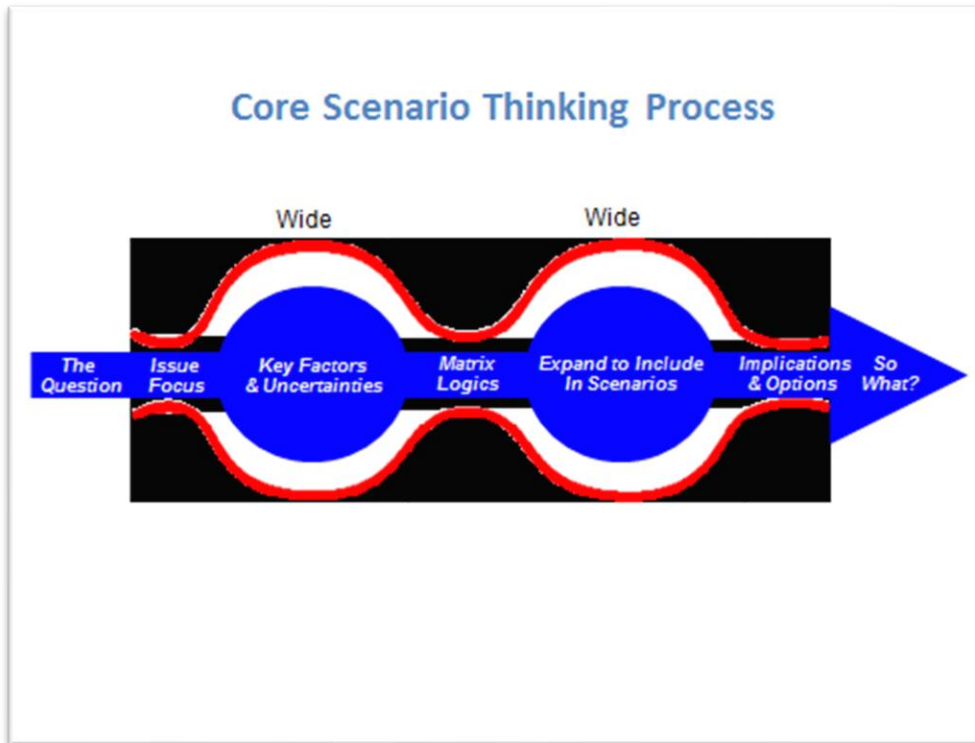 Core Scenario Thinking Process
Wide
Wide
The
Question
Issue
Focus
Key Factors
& Uncertainties
Matrix
Logics
Expand to Include
In Scenarios
Implications
& Options
So
What?